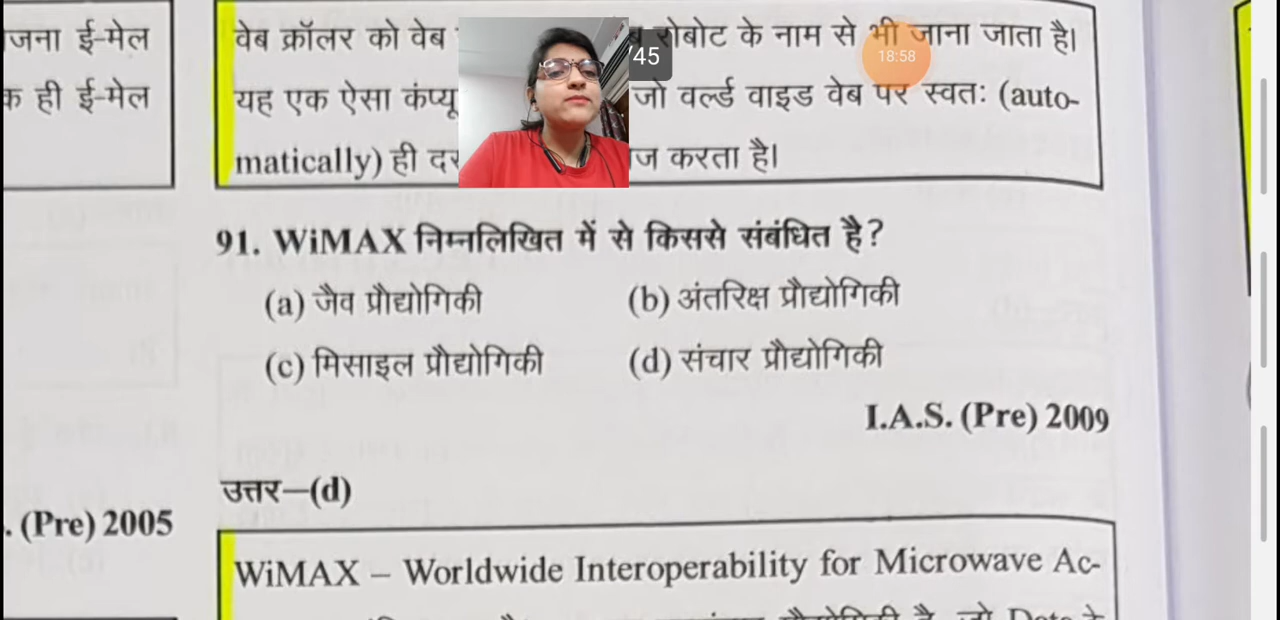 जना ई-मेल
क ही ई-मेल
. (Pre) 2005
वेब क्रॉलर को वेब रोबोट के नाम से भी जाना जाता है।
यह एक ऐसा जो वर्ल्ड वाइड वेब पर स्वतः (auto-
matically) ही करता है।
/45
18:58
91. WiMAX निम्नलिखित में से किससे संबंधित है?
(a) जैव प्रौद्योगिकी (b) अंतरिक्ष प्रौद्योगिकी
(c) मिसाइल प्रौद्योगिकी (d) संचार प्रौद्योगिकी
I.A.S. (Pre) 2009
उत्तर—(d)
WiMAX – Worldwide Interoperability for Microwave Ac-